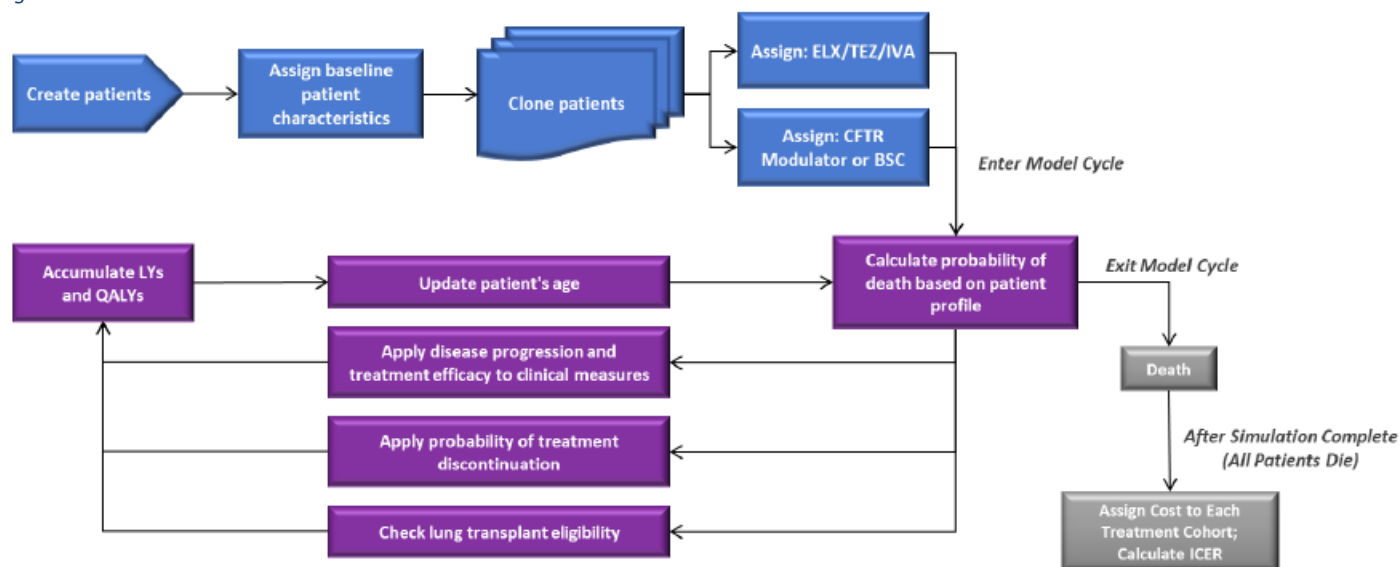 Create patients
Assign baseline
patient
characteristics
Clone patients
Assign: ELX/TEZ/IVA
Assign: CFTR
Modulator or BSC
Enter Model Cycle
Accumulate LYs
and QALYs
Update patient's age
Calculate probability of
death based on patient
profile
Exit Model Cycle
Apply disease progression and
treatment efficacy to clinical measures
Death
Apply probability of treatment
discontinuation
After Simulation Complete
(All Patients Die)
Check lung transplant eligibility
Assign Cost to Each
Treatment Cohort;
Calculate ICER